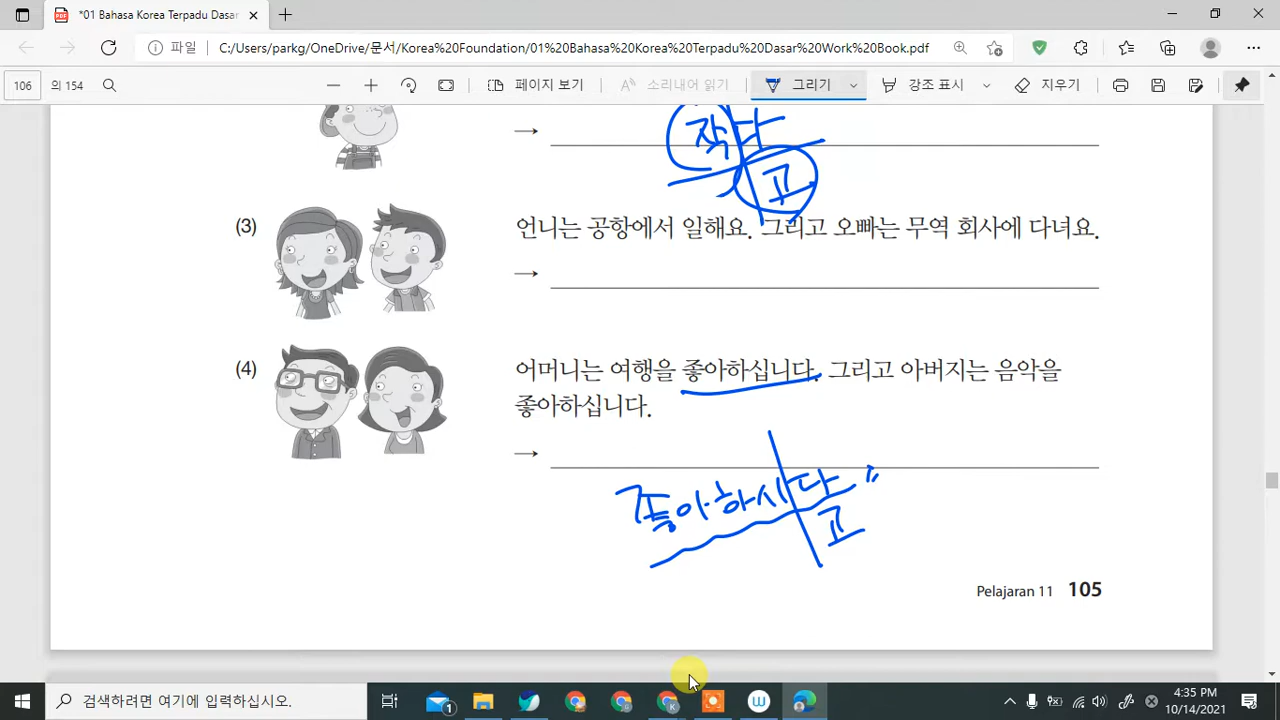 *01 Bahasa Korea Terpadu Dasar
파일 C:/Users/parkg/OneDrive/문서/Korea%20Foundation/01%20Bahasa%20Korea%20Terpadu%20Dasar%20Work%20Book.pdf
106 의 154 페이지 보기 소리내어 읽기 그리기 강조 표시 지우기
→ 작다
고
(3) 언니는 공항에서 일해요. 그리고 오빠는 무역 회사에 다녀요.
→
(4) 어머니는 여행을 좋아하십니다. 그리고 아버지는 음악을
좋아하십니다.
→
좋아하시다
고
Pelajaran 11 105
검색하려면 여기에 입력하십시오. 1 4:35 PM
10/14/2021